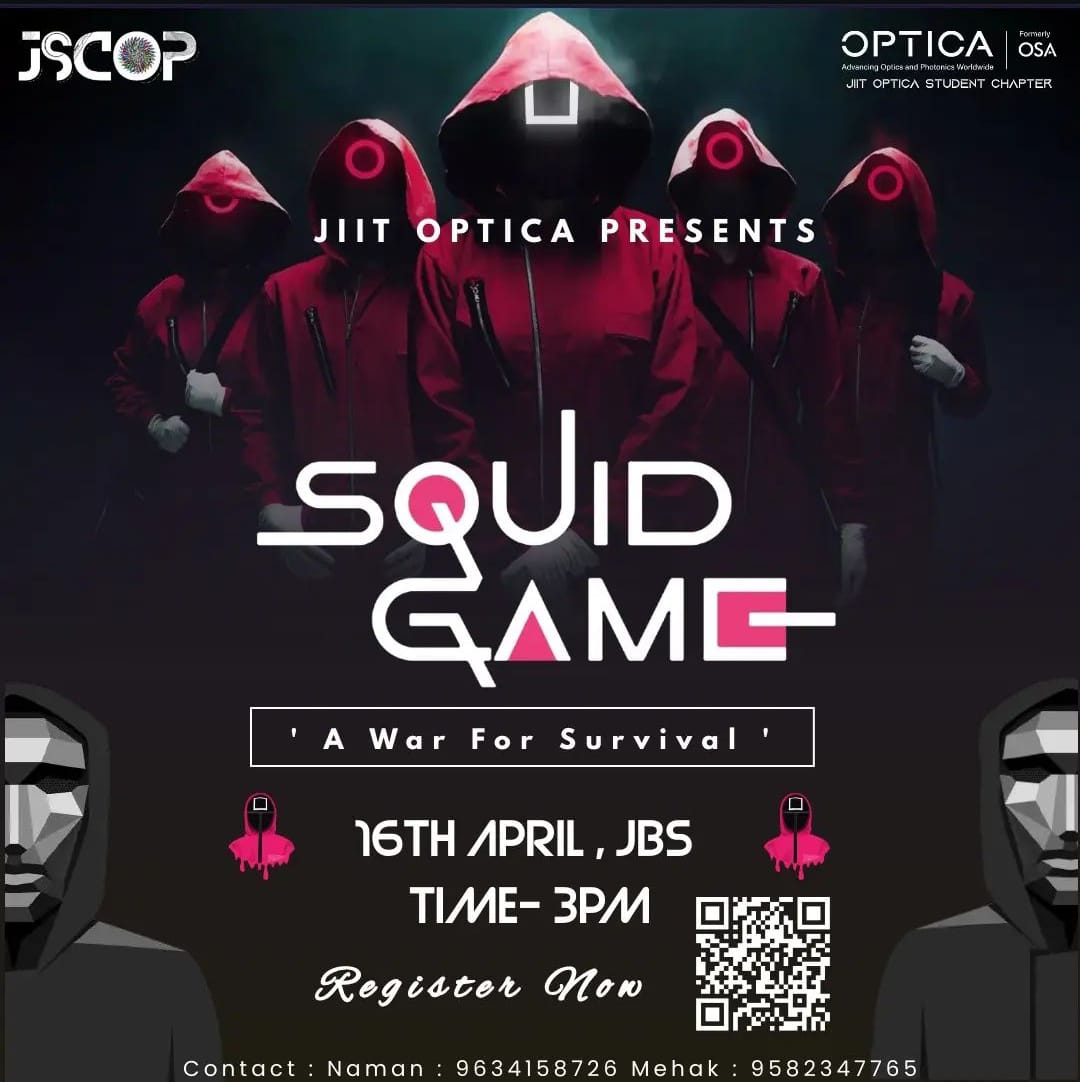 JSCOP
OPTICA
Formerly
OSA
Advancing Optics and Photonics Worldwide
JIIT OPTICA STUDENT CHAPTER
JIIT OPTICA PRESENTS
SQUID
GAME
' A War For Survival '
16TH APRIL , JBS
TIME- 3PM
Register Now
Contact : Naman : 9634158726 Mehak : 9582347765